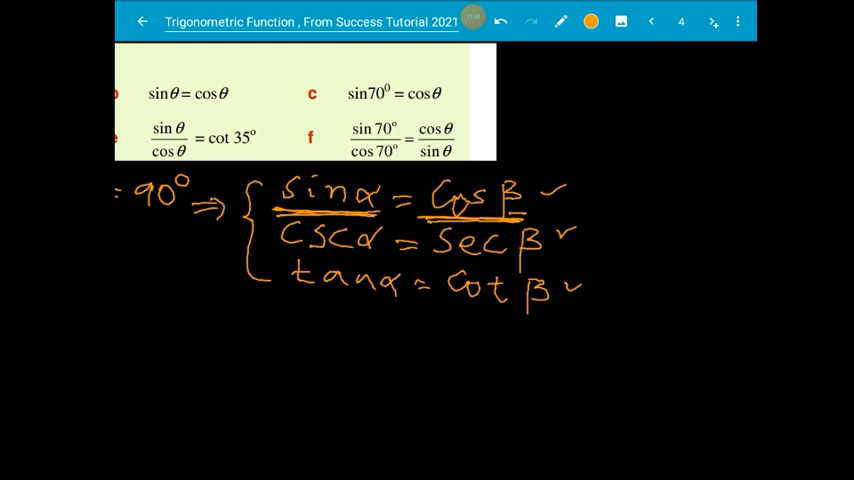 Trigonometric Function , From Success Tutorial 2021
4
sinθ = cosθ c sin70⁰ = cosθ
e sin θ / cos θ = cot 35° f sin 70° / cos 70° = cos θ / sin θ
= 90° ⇒ { sinα = Cosβ ✓
cscα = Secβ ✓
tanα = Cot β ✓